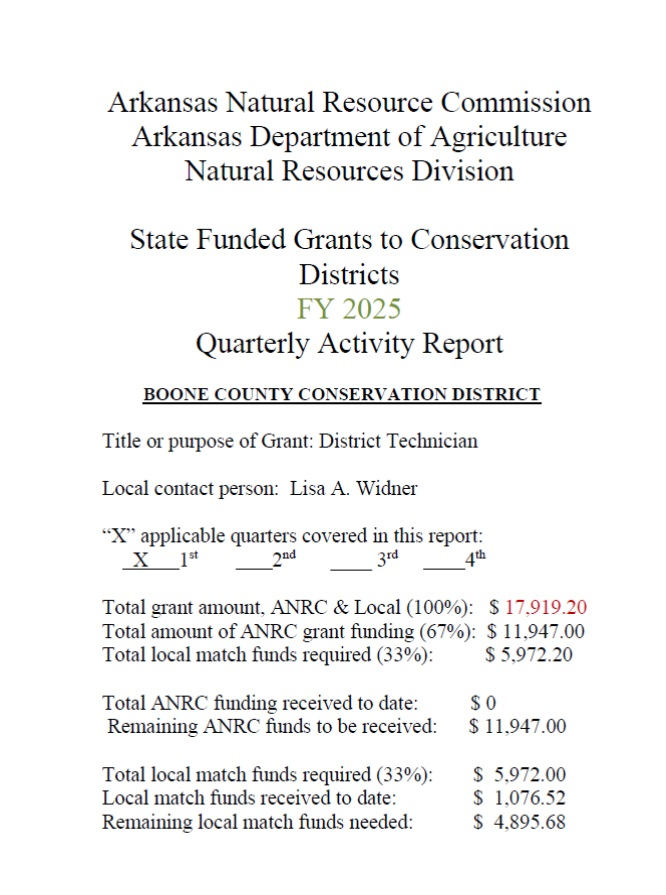 Arkansas Natural Resource Commission
Arkansas Department of Agriculture
Natural Resources Division
State Funded Grants to Conservation
Districts
FY 2025
Quarterly Activity Report
BOONE COUNTY CONSERVATION DISTRICT
Title or purpose of Grant: District Technician
Local contact person: Lisa A. Widner
“X” applicable quarters covered in this report:
_X___1st ____2nd ____ 3rd ____4th
Total grant amount, ANRC & Local (100%): $ 17,919.20
Total amount of ANRC grant funding (67%): $ 11,947.00
Total local match funds required (33%): $ 5,972.20
Total ANRC funding received to date: $ 0
Remaining ANRC funds to be received: $ 11,947.00
Total local match funds required (33%): $ 5,972.00
Local match funds received to date: $ 1,076.52
Remaining local match funds needed: $ 4,895.68